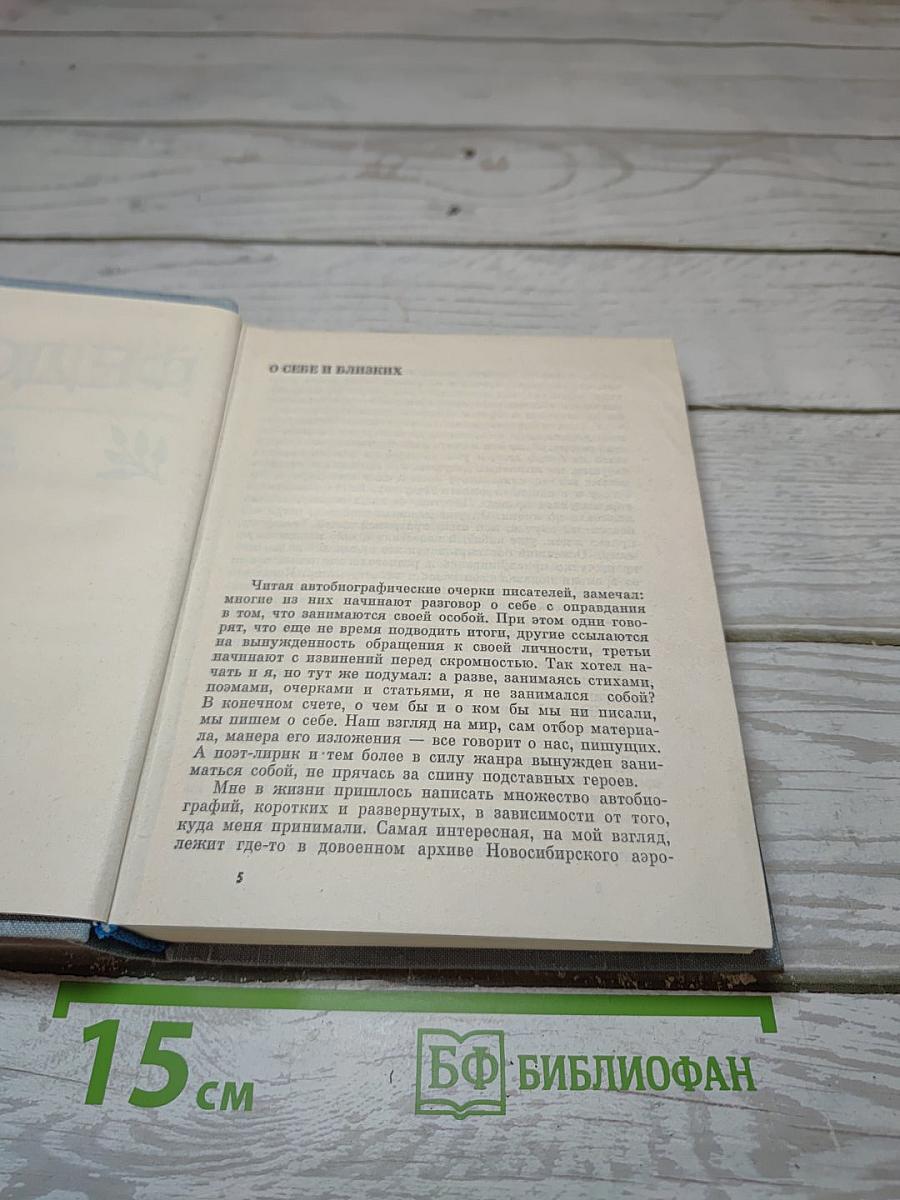 О СЕБЕ И БЛИЗКИХ
Читая автобиографические очерки писателей, замечал:
многие из них начинают разговор о себе с оправдания
в том, что занимаются своей особой. При этом одни гово-
рят, что еще не время подводить итоги, другие ссылаются
на вынужденность обращения к своей личности, третьи
начинают с извинений перед скромностью. Так хотел на-
чать и я, но тут же подумал: а разве, занимаясь стихами,
поэмами, очерками и статьями, я не занимался собой?
В конечном счете, о чем бы и о ком бы мы ни писали,
мы пишем о себе. Наш взгляд на мир, сам отбор материа-
ла, манера его изложения — все говорит о нас, пишущих.
А поэт-лирик и тем более в силу жанра вынужден зани-
маться собой, не прячась за спину подставных героев.
Мне в жизни пришлось написать множество автобио-
графий, коротких и развернутых, в зависимости от того,
куда меня принимали. Самая интересная, на мой взгляд,
лежит где-то в довоенном архиве Новосибирского аэро-
5
15 см
БФ БИБЛИОФАН